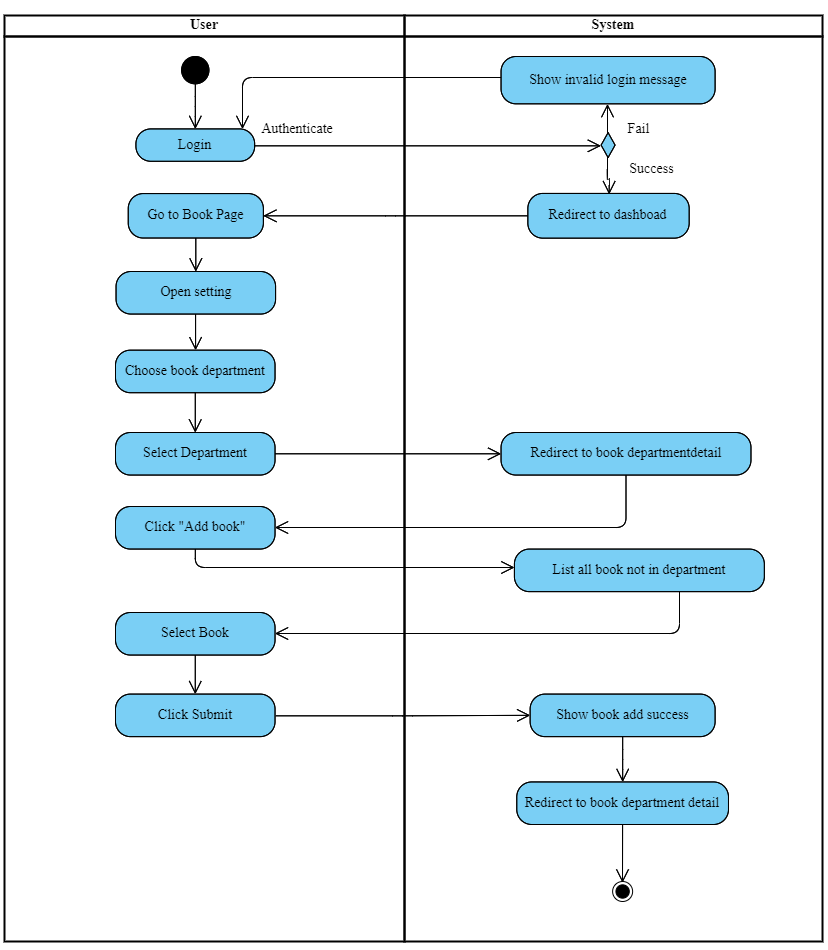 User
System
Show invalid login message
Authenticate
Fail
Login
Success
Go to Book Page
Redirect to dashboad
Open setting
Choose book department
Select Department
Redirect to book departmentdetail
Click "Add book"
List all book not in department
Select Book
Click Submit
Show book add success
Redirect to book department detail